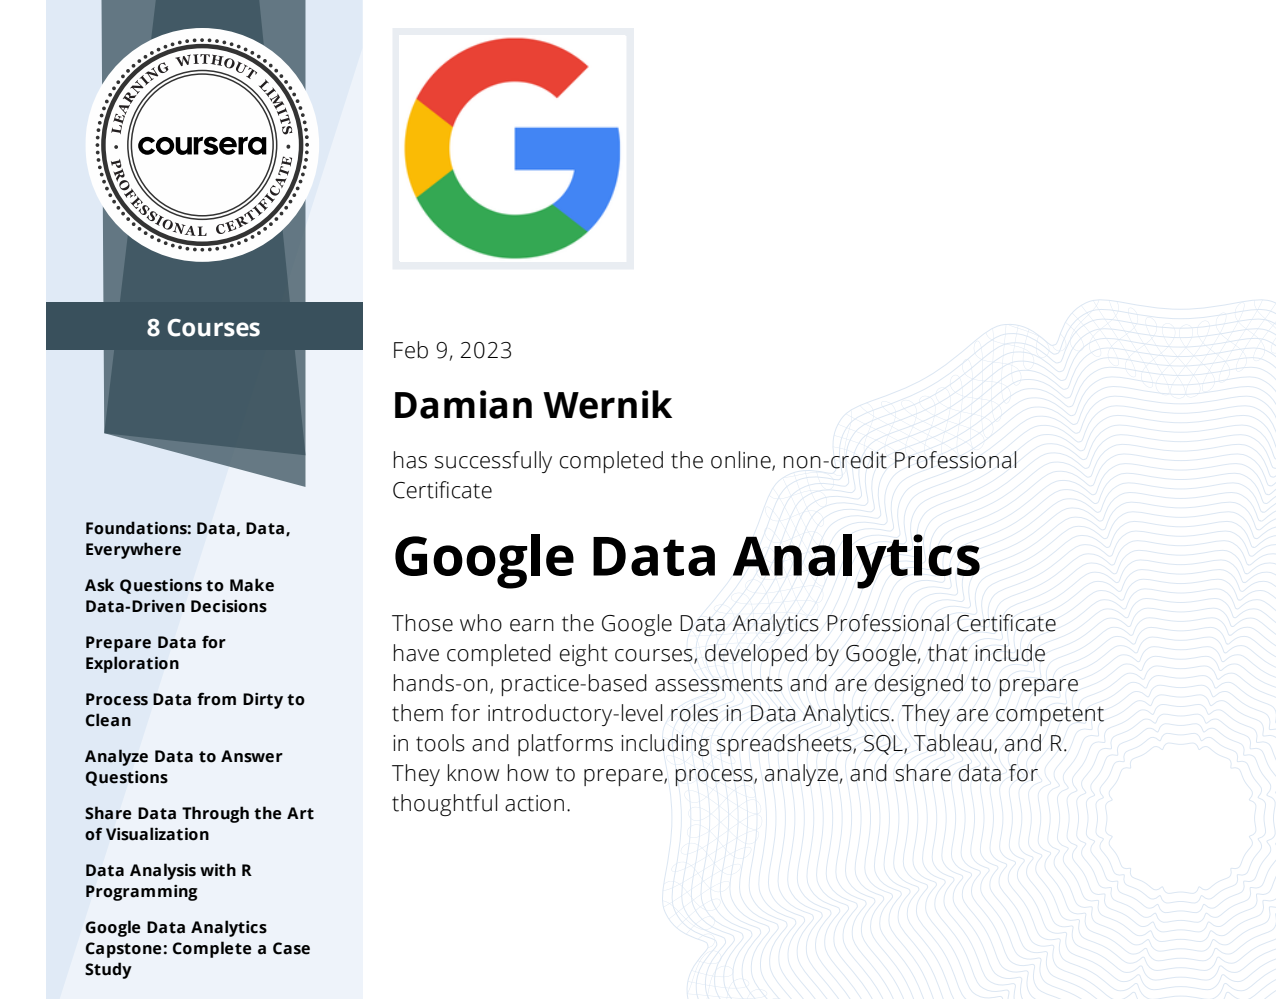 LEARNING WITHOUT LIMITS
coursera
PROFESSIONAL CERTIFICATE
8 Courses
Foundations: Data, Data,
Everywhere
Ask Questions to Make
Data-Driven Decisions
Prepare Data for
Exploration
Process Data from Dirty to
Clean
Analyze Data to Answer
Questions
Share Data Through the Art
of Visualization
Data Analysis with R
Programming
Google Data Analytics
Capstone: Complete a Case
Study
G
Feb 9, 2023
Damian Wernik
has successfully completed the online, non-credit Professional
Certificate
Google Data Analytics
Those who earn the Google Data Analytics Professional Certificate
have completed eight courses, developed by Google, that include
hands-on, practice-based assessments and are designed to prepare
them for introductory-level roles in Data Analytics. They are competent
in tools and platforms including spreadsheets, SQL, Tableau, and R.
They know how to prepare, process, analyze, and share data for
thoughtful action.